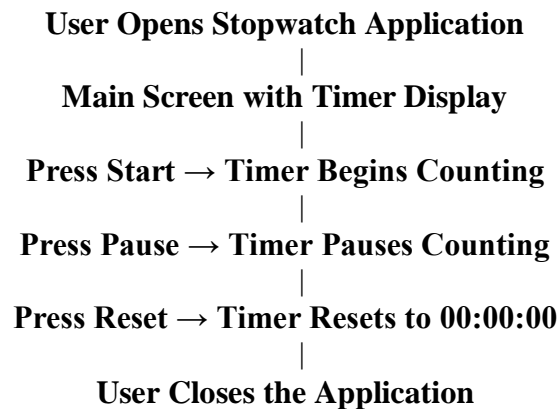 User Opens Stopwatch Application
|
Main Screen with Timer Display
|
Press Start → Timer Begins Counting
|
Press Pause → Timer Pauses Counting
|
Press Reset → Timer Resets to 00:00:00
|
User Closes the Application